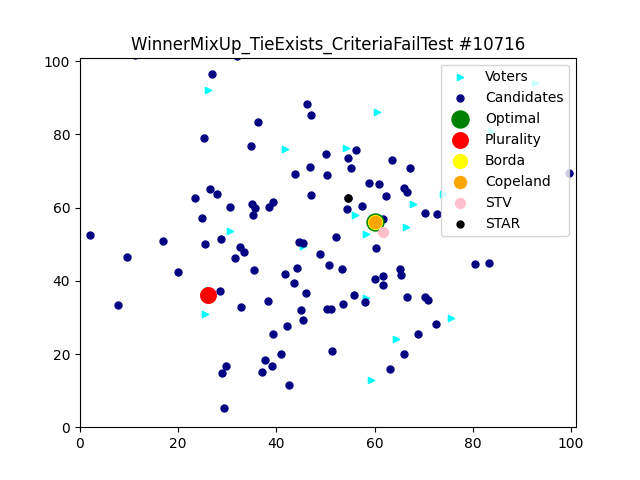 WinnerMixUp_TieExists_CriteriaFailTest #10716
100
80
60
40
20
0
0
20
40
60
80
100
Voters
Candidates
Optimal
Plurality
Borda
Copeland
STV
STAR